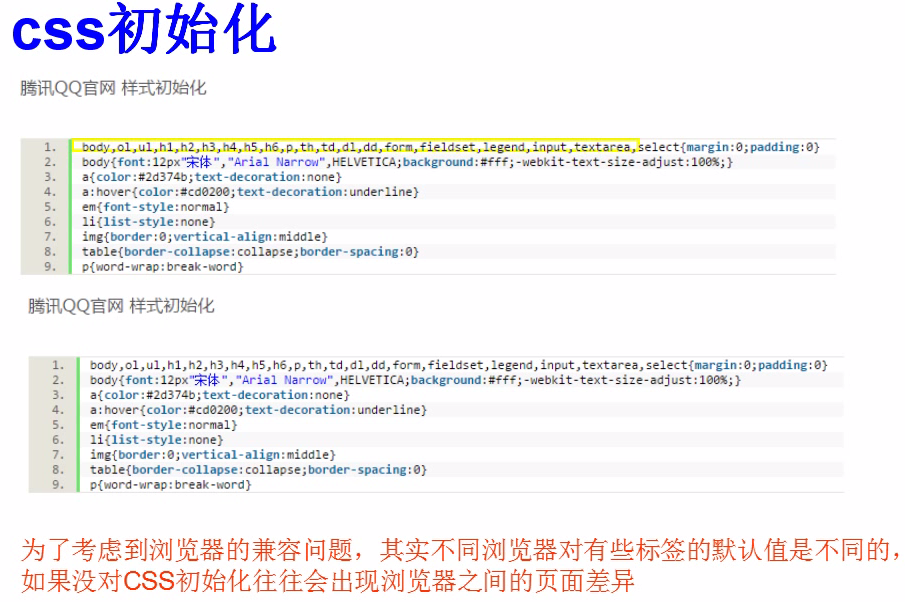 css初始化
腾讯QQ官网 样式初始化
1. body,ol,ul,h1,h2,h3,h4,h5,h6,p,th,td,dl,dd,form,fieldset,legend,input,textarea,select{margin:0;padding:0}
2. body{font:12px"宋体","Arial Narrow",HELVETICA;background:#fff;-webkit-text-size-adjust:100%;}
3. a{color:#2d374b;text-decoration:none}
4. a:hover{color:#cd0200;text-decoration:underline}
5. em{font-style:normal}
6. li{list-style:none}
7. img{border:0;vertical-align:middle}
8. table{border-collapse:collapse;border-spacing:0}
9. p{word-wrap:break-word}
腾讯QQ官网 样式初始化
1. body,ol,ul,h1,h2,h3,h4,h5,h6,p,th,td,dl,dd,form,fieldset,legend,input,textarea,select{margin:0;padding:0}
2. body{font:12px"宋体","Arial Narrow",HELVETICA;background:#fff;-webkit-text-size-adjust:100%;}
3. a{color:#2d374b;text-decoration:none}
4. a:hover{color:#cd0200;text-decoration:underline}
5. em{font-style:normal}
6. li{list-style:none}
7. img{border:0;vertical-align:middle}
8. table{border-collapse:collapse;border-spacing:0}
9. p{word-wrap:break-word}
为了考虑到浏览器的兼容问题，其实不同浏览器对有些标签的默认值是不同的，
如果没对CSS初始化往往会出现浏览器之间的页面差异